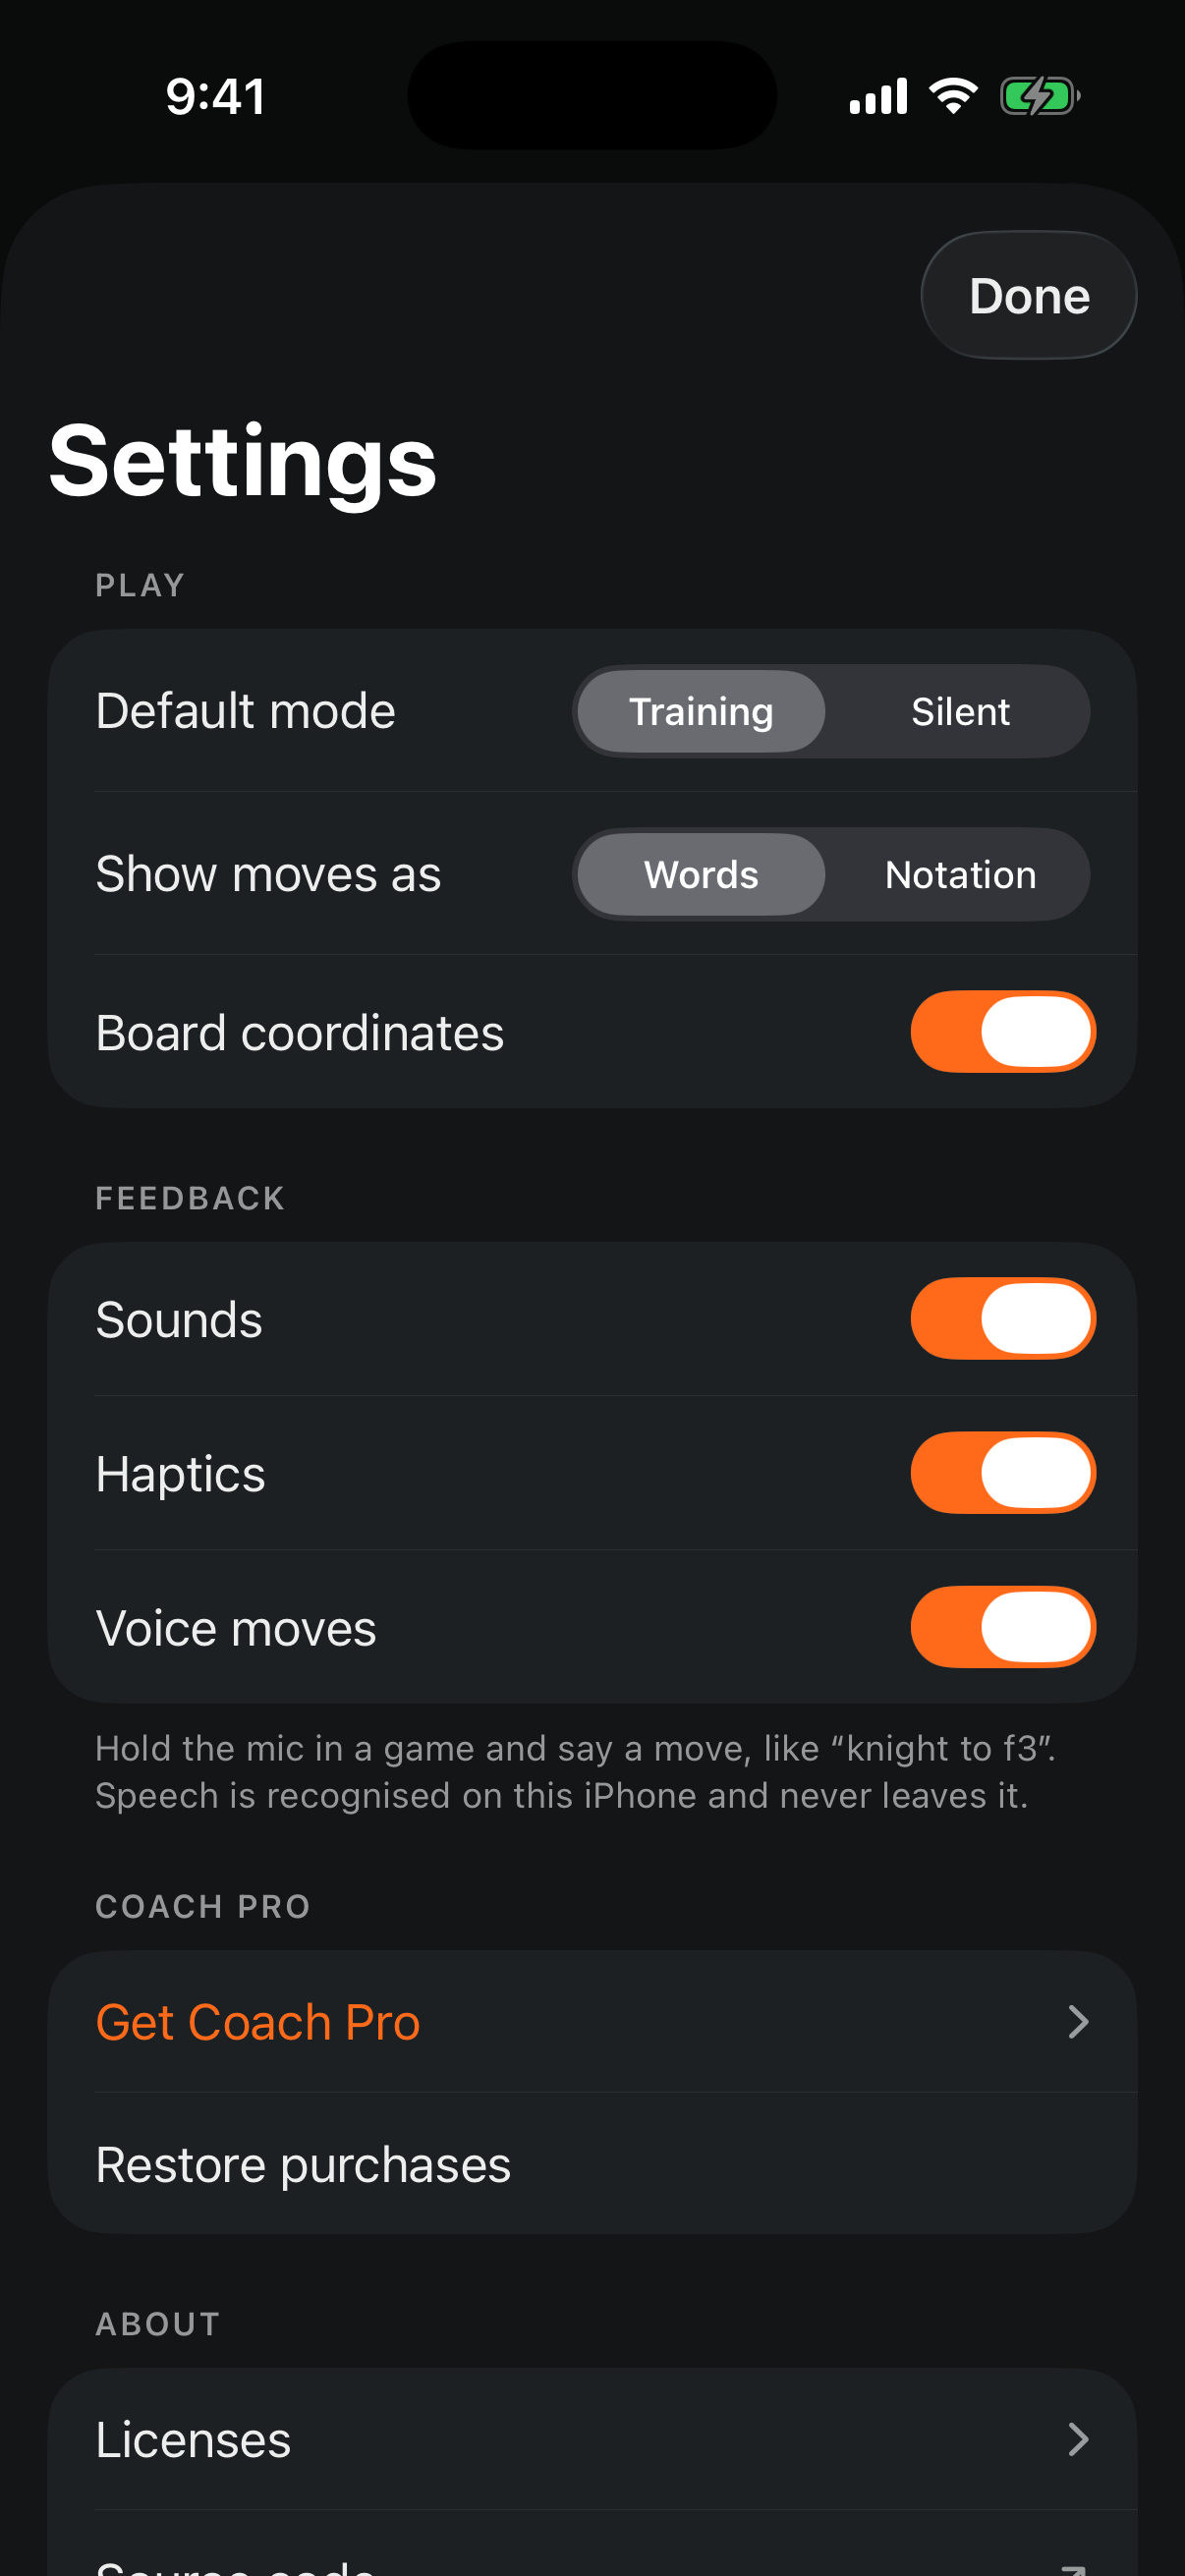 9:41
Done
Settings
PLAY
Default mode
Training
Silent
Show moves as
Words
Notation
Board coordinates
FEEDBACK
Sounds
Haptics
Voice moves
Hold the mic in a game and say a move, like “knight to f3”.
Speech is recognised on this iPhone and never leaves it.
COACH PRO
Get Coach Pro
Restore purchases
ABOUT
Licenses
Source code